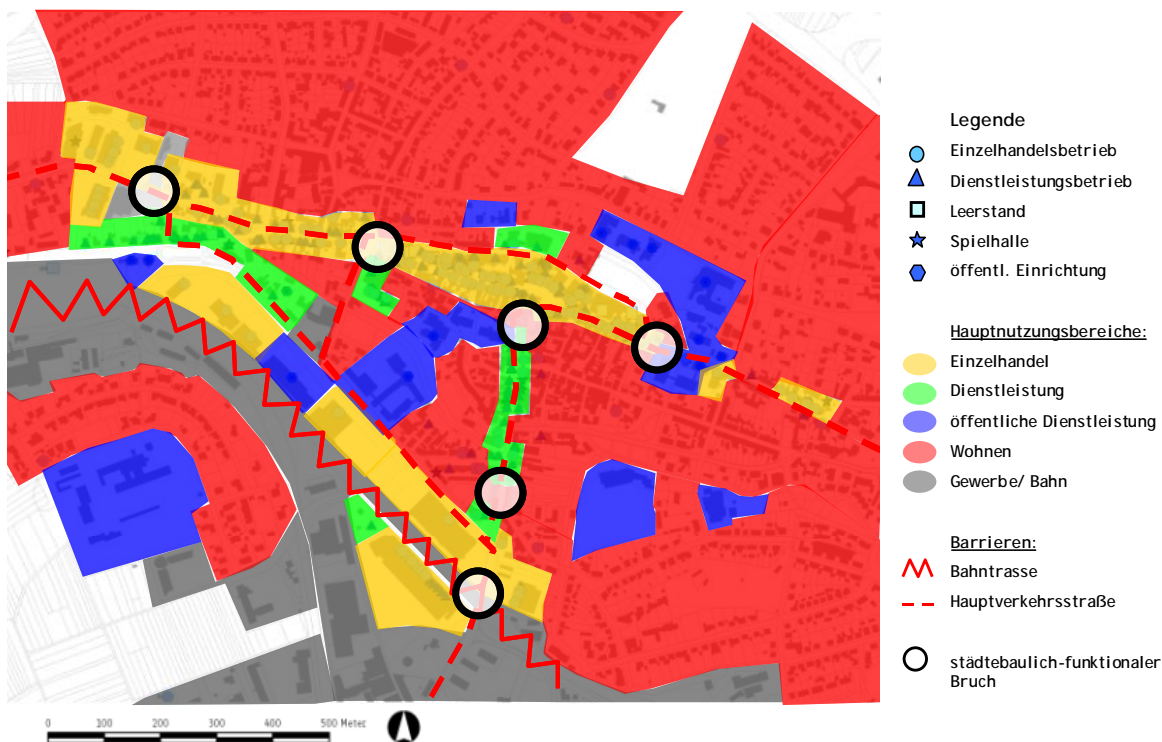 Legende
Einzelhandelsbetrieb
Dienstleistungsbetrieb
Leerstand
Spielhalle
öffentl. Einrichtung
Hauptnutzungsbereiche:
Einzelhandel
Dienstleistung
öffentliche Dienstleistung
Wohnen
Gewerbe/ Bahn
Barrieren:
Bahntrasse
Hauptverkehrsstraße
städtebaulich-funktionaler
Bruch
0 100 200 300 400 500 Meter